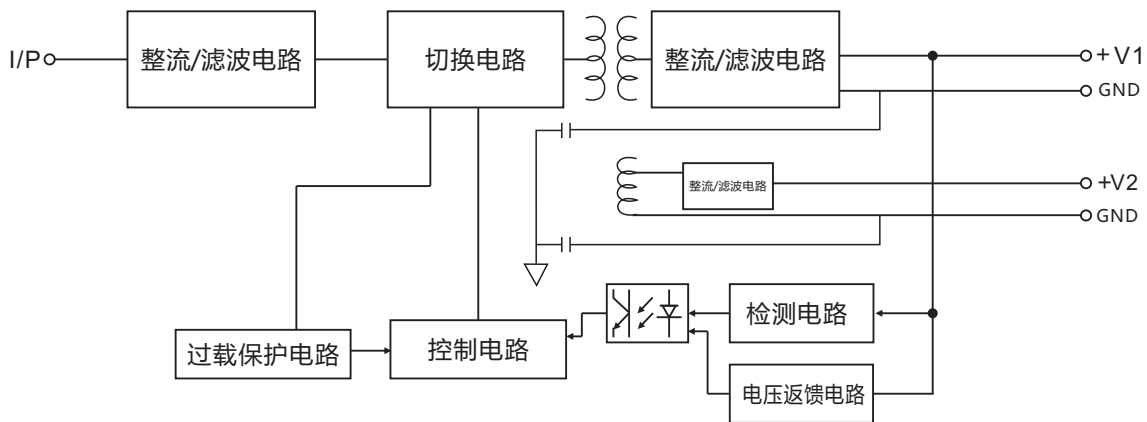 I/P
整流/滤波电路
切换电路
整流/滤波电路
+V1
GND
整流/滤波电路
+V2
GND
检测电路
过载保护电路
控制电路
电压返馈电路